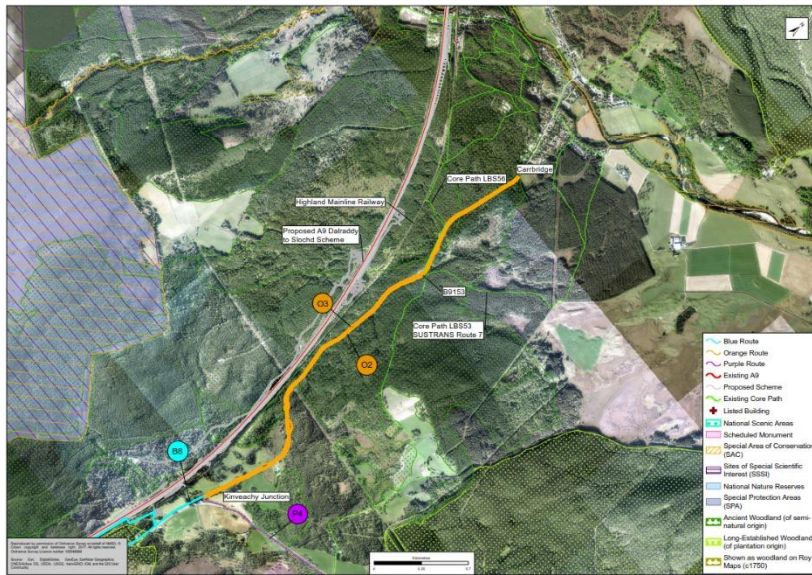 Carrbridge
Core Path LBS56
Highland Mainline Railway
Proposed A9 Dalraddy
to Slochd Scheme
B9153
O3
Core Path LBS53
SUSTRANS Route 7
O2
B8
Kinveachy Junction
P4
Blue Route
Orange Route
Purple Route
Existing A9
Proposed Scheme
Existing Core Path
Listed Building
National Scenic Areas
Scheduled Monument
Special Area of Conservation
(SAC)
Sites of Special Scientific
Interest (SSSI)
National Nature Reserves
Special Protection Areas
(SPA)
Ancient Woodland (of semi-
natural origin)
Long-Established Woodland
(of plantation origin)
Shown as woodland on Roy
Maps (c1750)
Kilometres